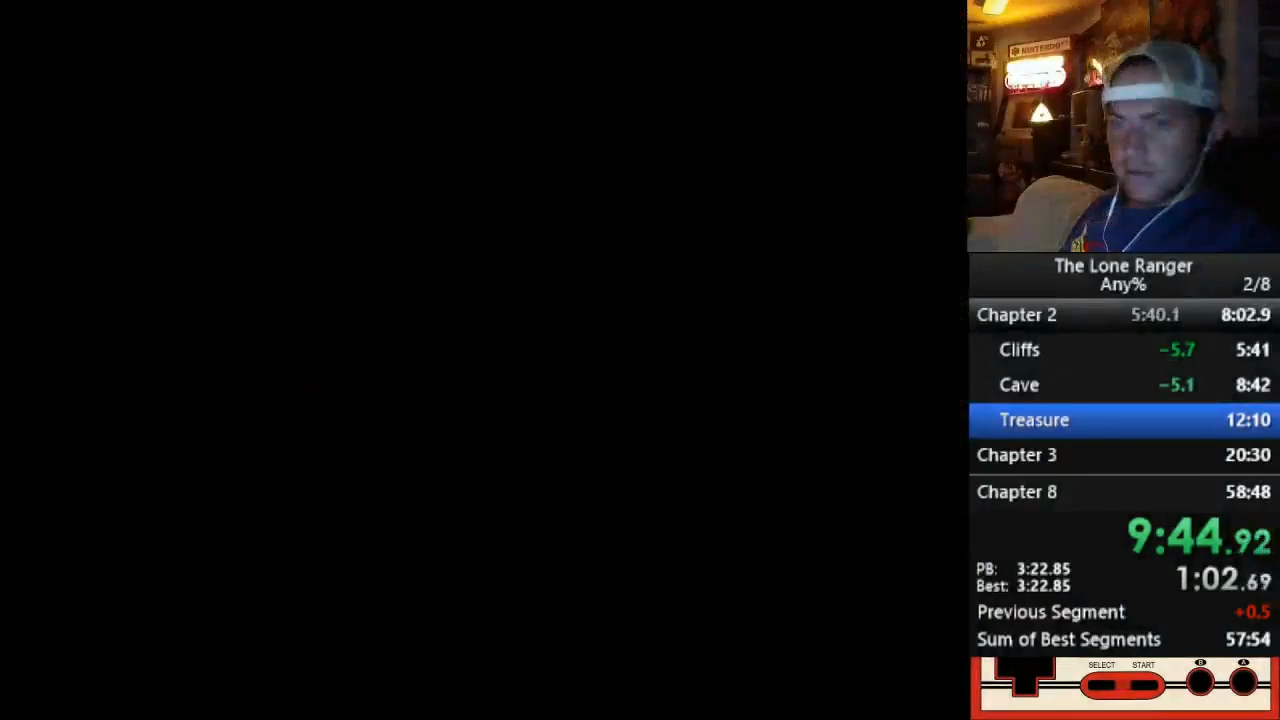 NINTENDO
The Lone Ranger
Any% 2/8
Chapter 2 5:40.1 8:02.9
Cliffs -5.7 5:41
Cave -5.1 8:42
Treasure 12:10
Chapter 3 20:30
Chapter 8 58:48
9:44.92
PB: 3:22.85
Best: 3:22.85
1:02.69
Previous Segment +0.5
Sum of Best Segments 57:54
SELECT START B A